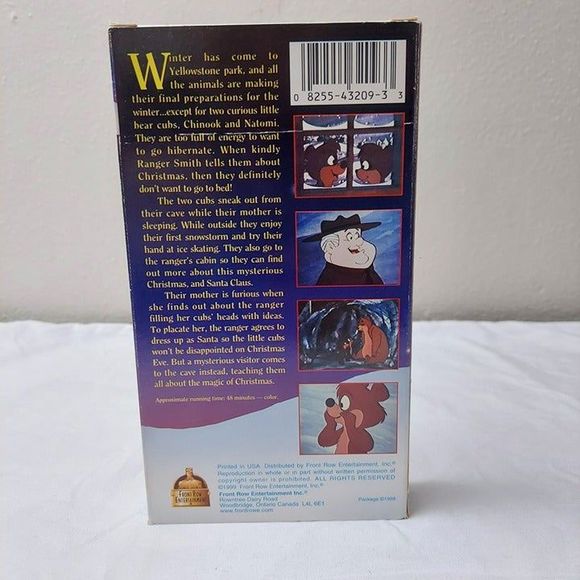 Winter has come to
Yellowstone park, and all
the animals are making
their final preparations for the
winter...except for two curious little
bear cubs, Chinook and Natomi.
They are too full of energy to want
to go hibernate. When kindly
Ranger Smith tells them about
Christmas, then they definitely
don't want to go to bed!
The two cubs sneak out from
their cave while their mother is
sleeping. While outside they enjoy
their first snowstorm and try their
hand at ice skating. They also go
to the ranger's cabin so they can find
out more about this mysterious
Christmas, and Santa Claus.
Their mother is furious when
she finds out about the ranger
filling her cubs' heads with ideas.
To placate her, the ranger agrees to
dress up as Santa so the little cubs
won't be disappointed on Christmas
Eve. But a mysterious visitor comes
to the cave instead, teaching them
all about the magic of Christmas.
Approximate running time: 48 minutes — color.
0 8255-43209-3 3
FRONT ROW
ENTERTAINMENT
Printed in USA. Distributed by Front Row Entertainment, Inc.®
Reproduction in whole or in part without written permission of
copyright owner is prohibited. ALL RIGHTS RESERVED
©1999 Front Row Entertainment, Inc.®
Front Row Entertainment Inc.®
Rowntree Dairy Road
Woodbridge, Ontario Canada L4L 6E1
www.frontrowe.com
Package ©1999